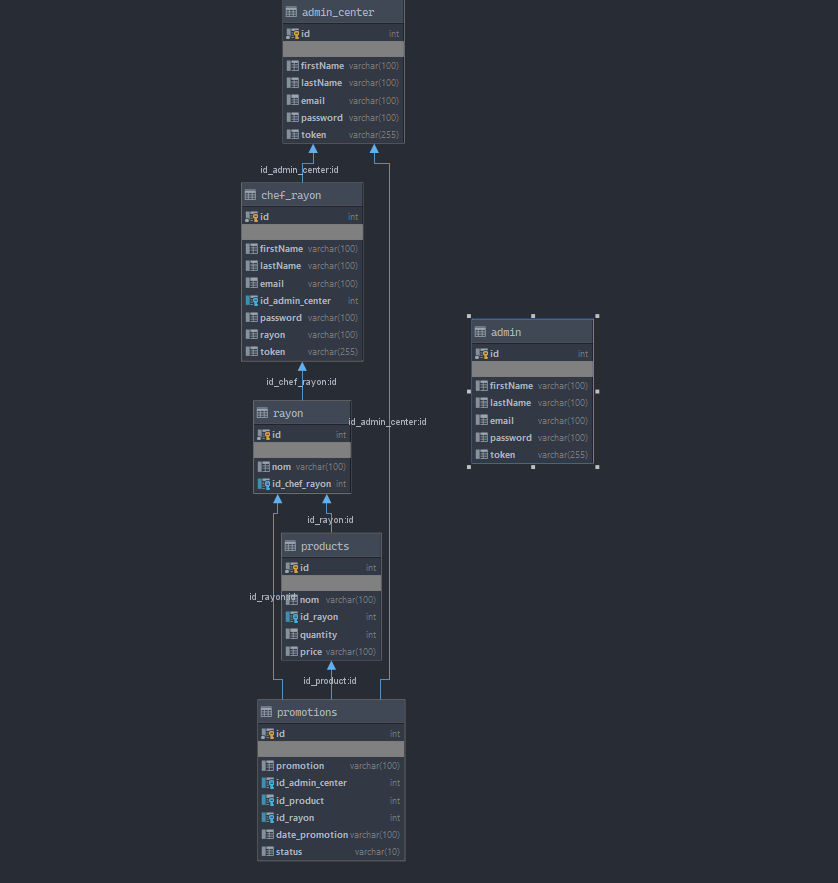 admin_center
id int
firstName varchar(100)
lastName varchar(100)
email varchar(100)
password varchar(100)
token varchar(255)
id_admin_center:id
chef_rayon
id int
firstName varchar(100)
lastName varchar(100)
email varchar(100)
id_admin_center int
password varchar(100)
rayon varchar(100)
token varchar(255)
id_chef_rayon:id
admin
id int
firstName varchar(100)
lastName varchar(100)
email varchar(100)
password varchar(100)
token varchar(255)
rayon
id_admin_center:id
id int
nom varchar(100)
id_chef_rayon int
id_rayon:id
products
id int
id_rayon:id
nom varchar(100)
id_rayon int
quantity int
price varchar(100)
id_product:id
promotions
id int
promotion varchar(100)
id_admin_center int
id_product int
id_rayon int
date_promotion varchar(100)
status varchar(10)